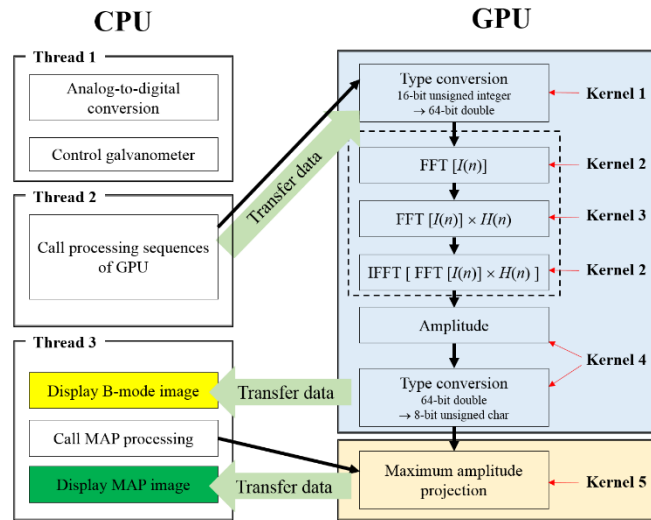 CPU
GPU
Thread 1
Analog-to-digital
conversion
Control galvanometer
Thread 2
Call processing sequences
of GPU
Thread 3
Display B-mode image
Call MAP processing
Display MAP image
Transfer data
Transfer data
Transfer data
Type conversion
16-bit unsigned integer
→ 64-bit double
FFT [I(n)]
FFT [I(n)] × H(n)
IFFT [ FFT [I(n)] × H(n) ]
Amplitude
Type conversion
64-bit double
→ 8-bit unsigned char
Maximum amplitude
projection
Kernel 1
Kernel 2
Kernel 3
Kernel 2
Kernel 4
Kernel 5